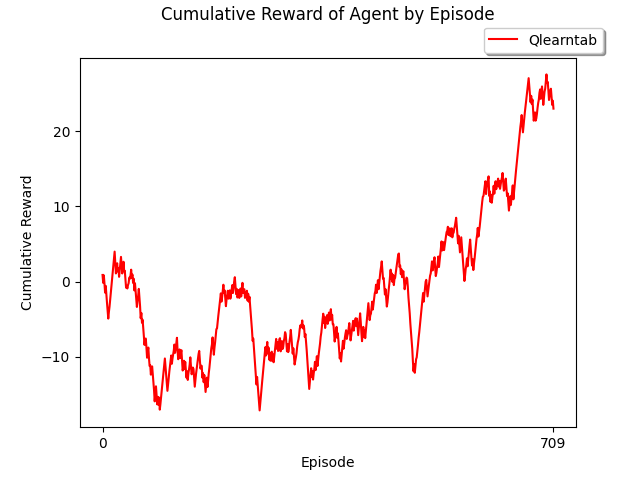 Cumulative Reward of Agent by Episode
Qlearntab
20
10
0
−10
Cumulative Reward
0 709
Episode